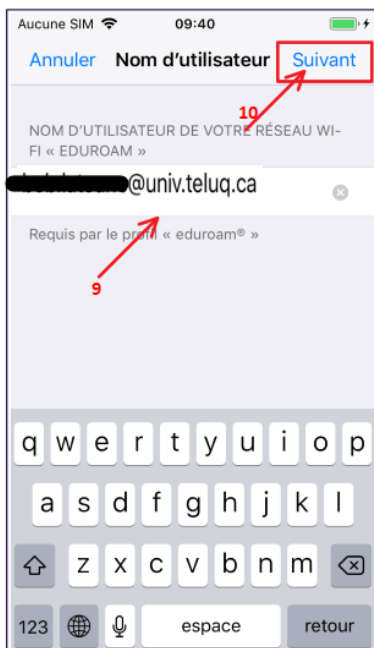 Aucune SIM 09:40
Annuler Nom d'utilisateur Suivant
10
NOM D'UTILISATEUR DE VOTRE RÉSEAU WI-
FI « EDUROAM »
@univ.teluq.ca
Requis par le profil « eduroam® »
9
q w e r t y u i o p
a s d f g h j k l
z x c v b n m
123 espace retour